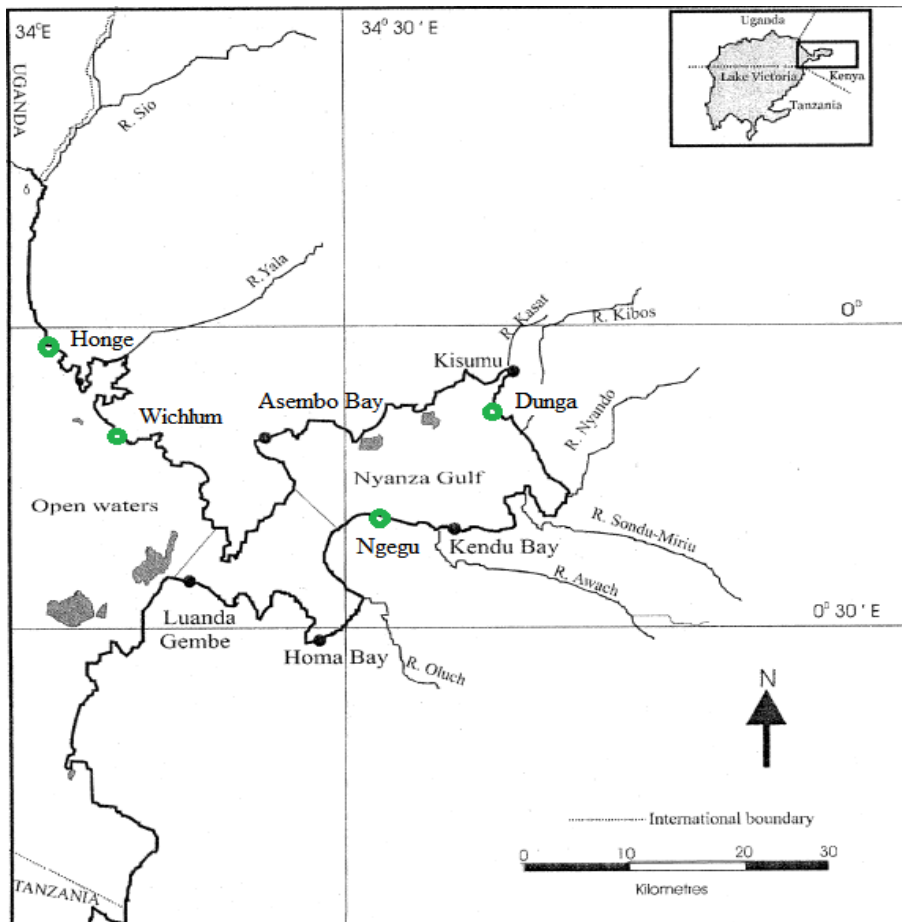 34°E
34° 30 ' E
Uganda
Lake Victoria
Kenya
Tanzania
UGANDA
R. Sio
6
R. Yala
0°
R. Kasat
R. Kibos
Honge
Kisumu
Wichlum
Asembo Bay
Dunga
R. Nyando
Nyanza Gulf
Open waters
R. Sondu-Miriu
Ngegu
Kendu Bay
R. Awach
Luanda
Gembe
0° 30 ' E
Homa Bay
R. Oluch
N
International boundary
0 10 20 30
Kilometres
TANZANIA